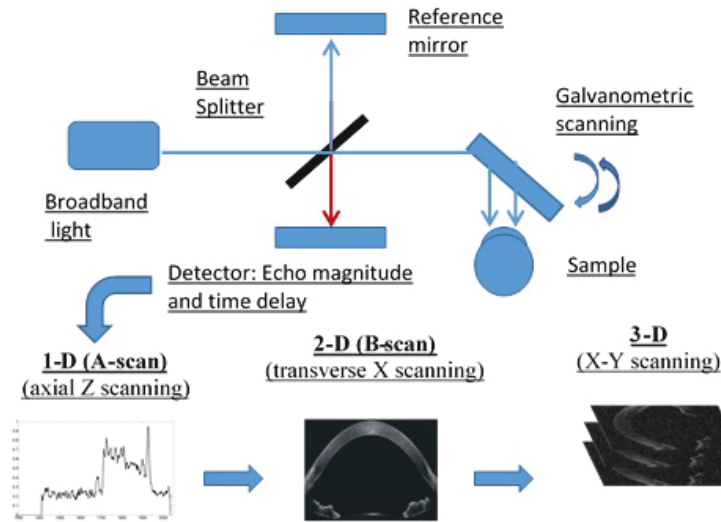 Reference
mirror
Beam
Splitter
Galvanometric
scanning
Broadband
light
Sample
Detector: Echo magnitude
and time delay
1-D (A-scan)
(axial Z scanning)
2-D (B-scan)
(transverse X scanning)
3-D
(X-Y scanning)